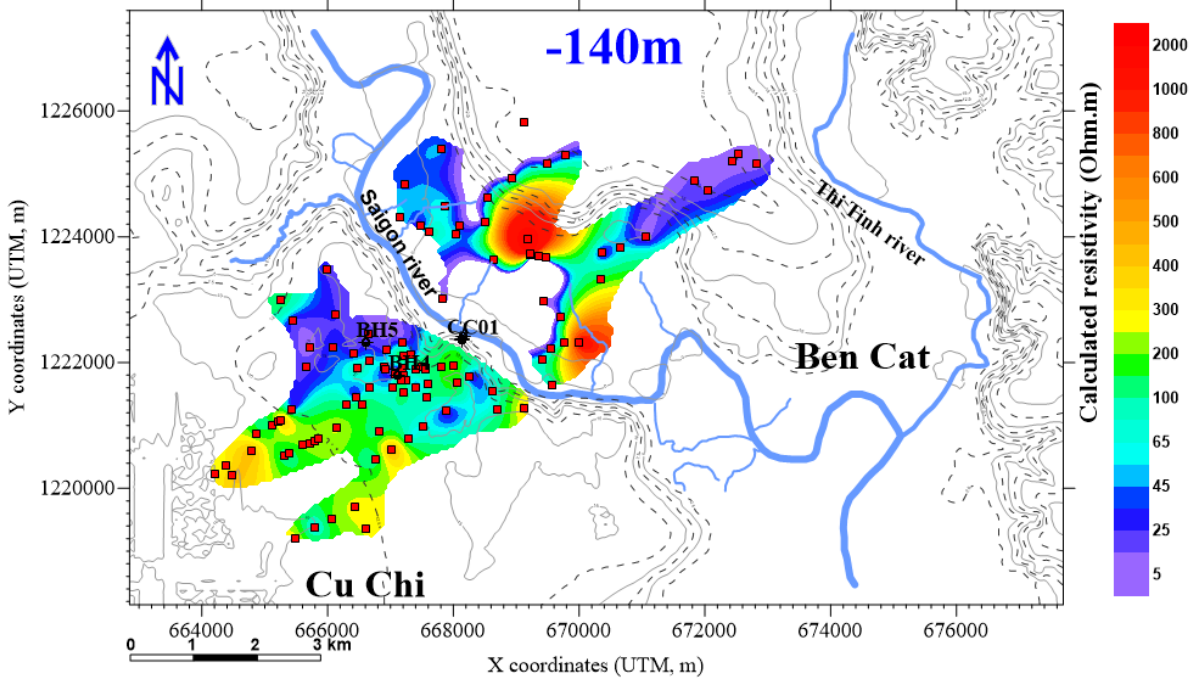 -140m
N
1226000
1224000
1222000
1220000
Y coordinates (UTM, m)
Saigon river
Thi Tinh river
BH5
CC01
BH4
Ben Cat
Cu Chi
664000
666000
668000
670000
672000
674000
676000
0
1
2
3 km
X coordinates (UTM, m)
Calculated resistivity (Ohm.m)
2000
1000
800
600
500
400
300
200
100
65
45
25
5